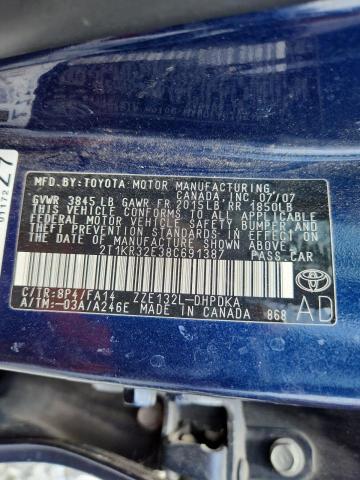 MFD. BY: TOYOTA MOTOR MANUFACTURING
CANADA, INC. 07/07
GVWR 3845 LB GAWR FR 2015LB RR 1850LB
THIS VEHICLE CONFORMS TO ALL APPLICABLE
FEDERAL MOTOR VEHICLE SAFETY BUMPER AND
THEFT PREVENTION STANDARDS IN EFFECT ON
THE DATE OF MANUFACTURE SHOWN ABOVE.
2T1KR32E38C691387 PASS.CAR
C/TR:8P4/FA14 ZZE132L-DHPDKA
A/TM:-03A/A246E MADE IN CANADA 868
TOYOTA
AD
01172